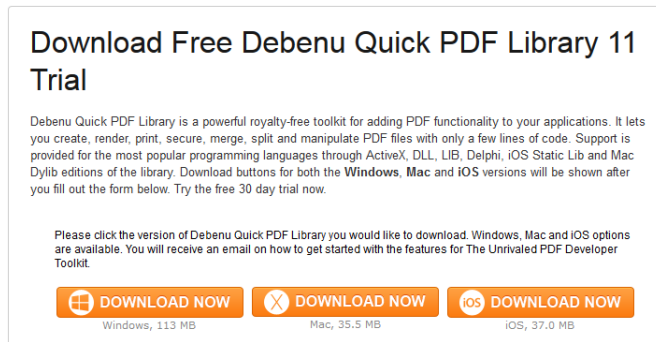 Download Free Debenu Quick PDF Library 11
Trial
Debenu Quick PDF Library is a powerful royalty-free toolkit for adding PDF functionality to your applications. It lets
you create, render, print, secure, merge, split and manipulate PDF files with only a few lines of code. Support is
provided for the most popular programming languages through ActiveX, DLL, LIB, Delphi, iOS Static Lib and Mac
Dylib editions of the library. Download buttons for both the Windows, Mac and iOS versions will be shown after
you fill out the form below. Try the free 30 day trial now.
Please click the version of Debenu Quick PDF Library you would like to download. Windows, Mac and iOS options
are available. You will receive an email on how to get started with the features for The Unrivaled PDF Developer
Toolkit.
DOWNLOAD NOW X DOWNLOAD NOW iOS DOWNLOAD NOW
Windows, 113 MB Mac, 35.5 MB iOS, 37.0 MB